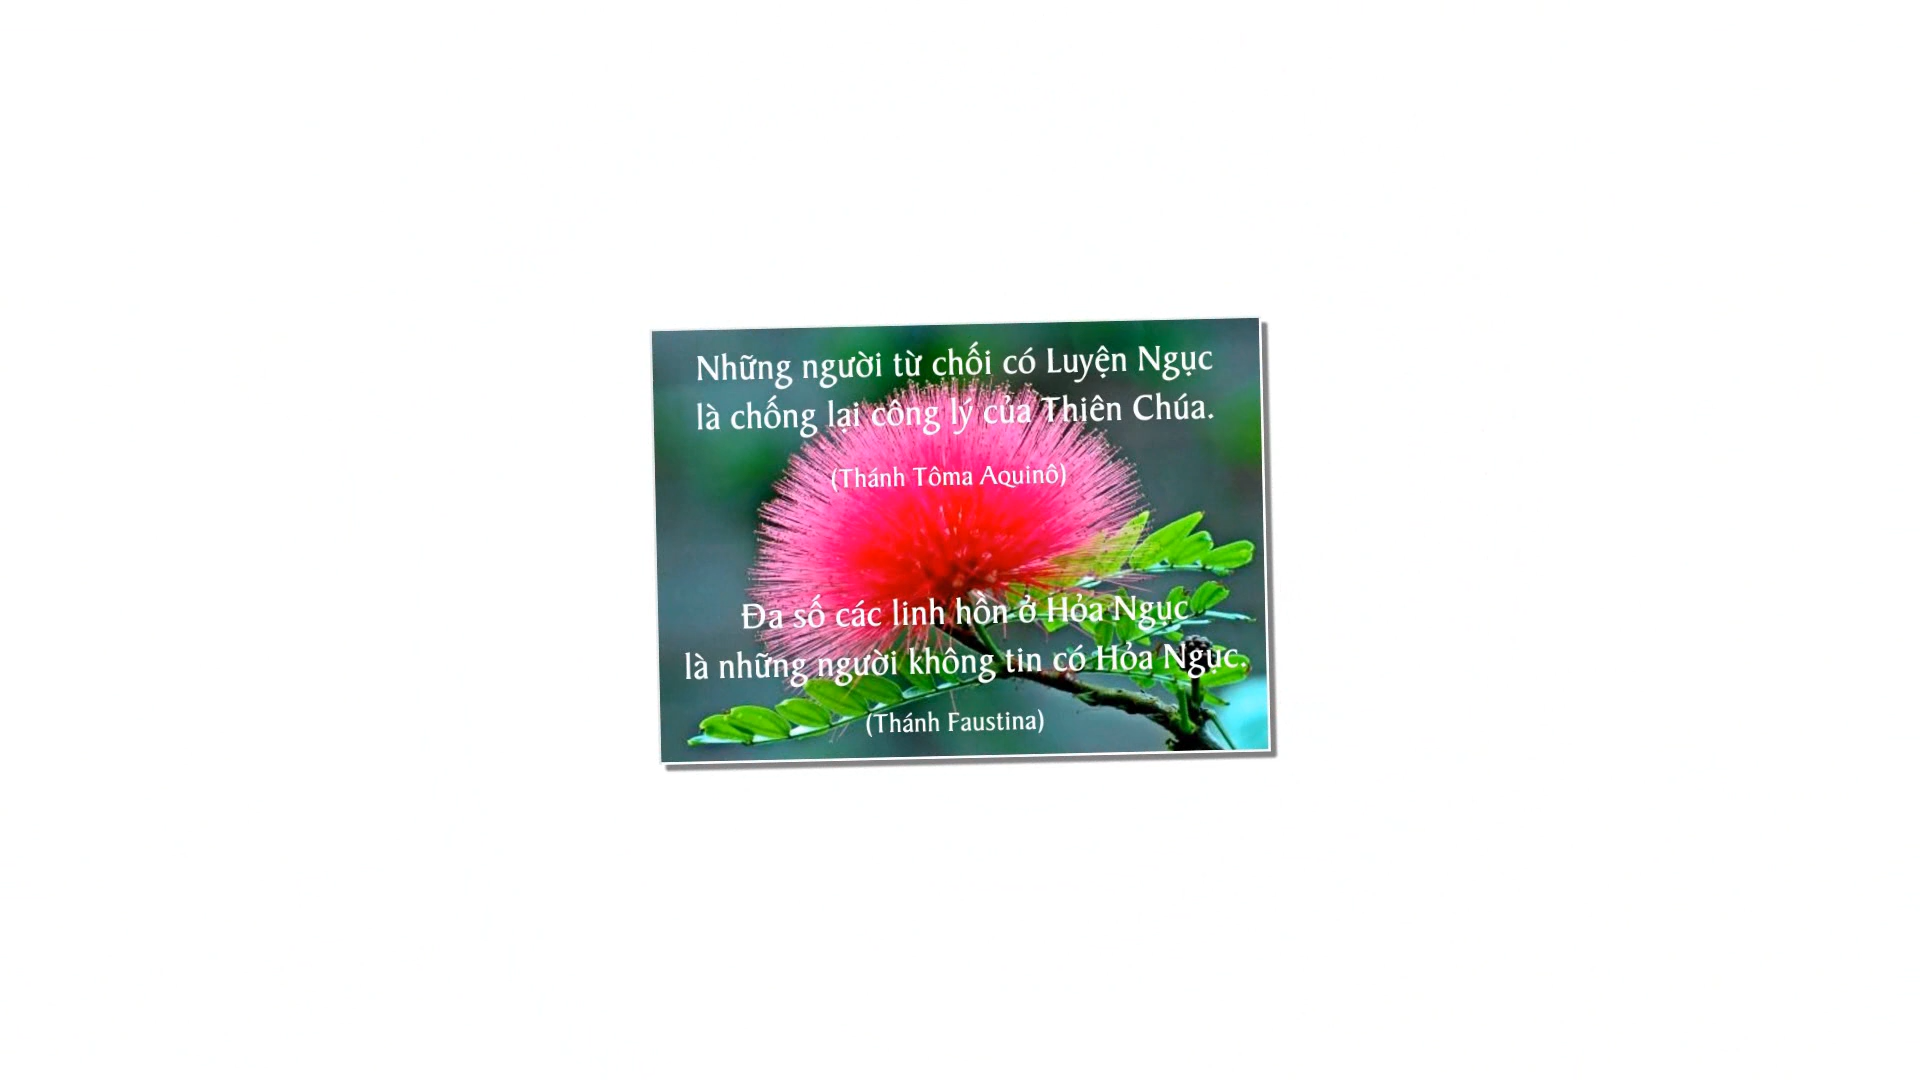 Những người từ chối có Luyện Ngục
là chống lại công lý của Thiên Chúa.
(Thánh Tôma Aquinô)
Đa số các linh hồn ở Hỏa Ngục
là những người không tin có Hỏa Ngục.
(Thánh Faustina)